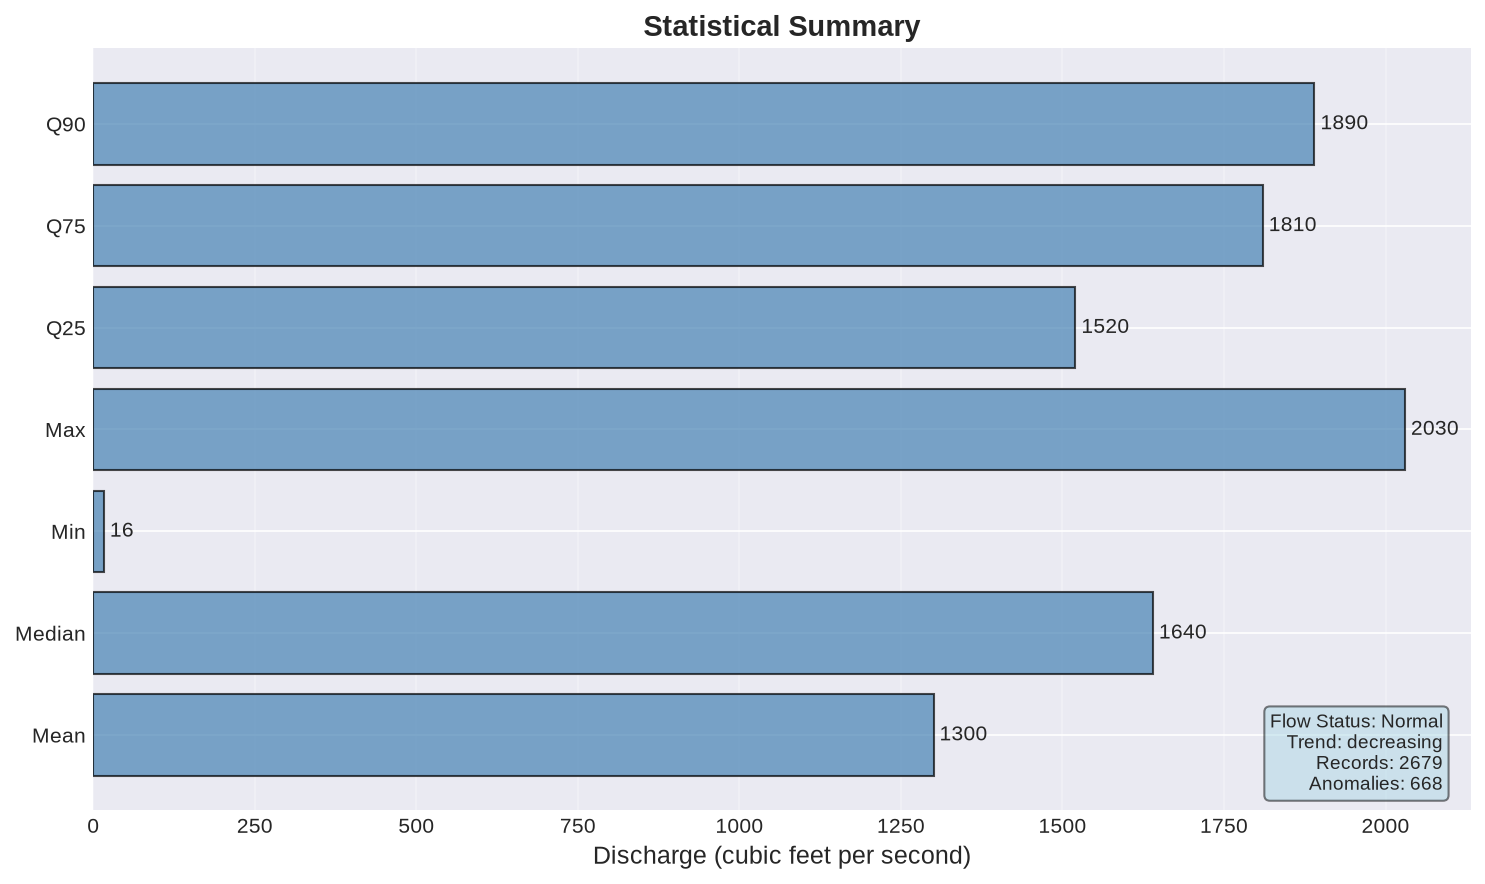 Statistical Summary
Q90
1890
Q75
1810
Q25
1520
Max
2030
Min
16
Median
1640
Mean
1300
Flow Status: Normal
Trend: decreasing
Records: 2679
Anomalies: 668
0 250 500 750 1000 1250 1500 1750 2000
Discharge (cubic feet per second)